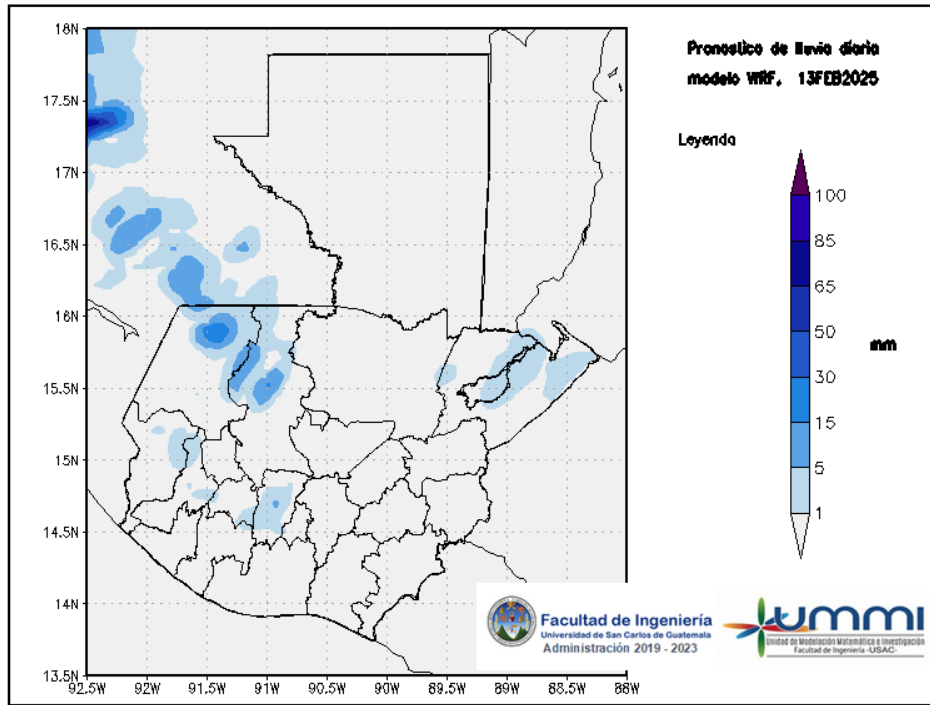 Pronostico de lluvia diaria
modelo WRF, 13FEB2025
Leyenda
100
85
65
50
30
15
5
1
mm
18N
17.5N
17N
16.5N
16N
15.5N
15N
14.5N
14N
13.5N
92.5W 92W 91.5W 91W 90.5W 90W 89.5W 89W 88.5W 88W
Facultad de Ingeniería
Universidad de San Carlos de Guatemala
Administración 2019 - 2023
ummi
Unidad de Modelación Matemática e Investigación
Facultad de Ingeniería -USAC-